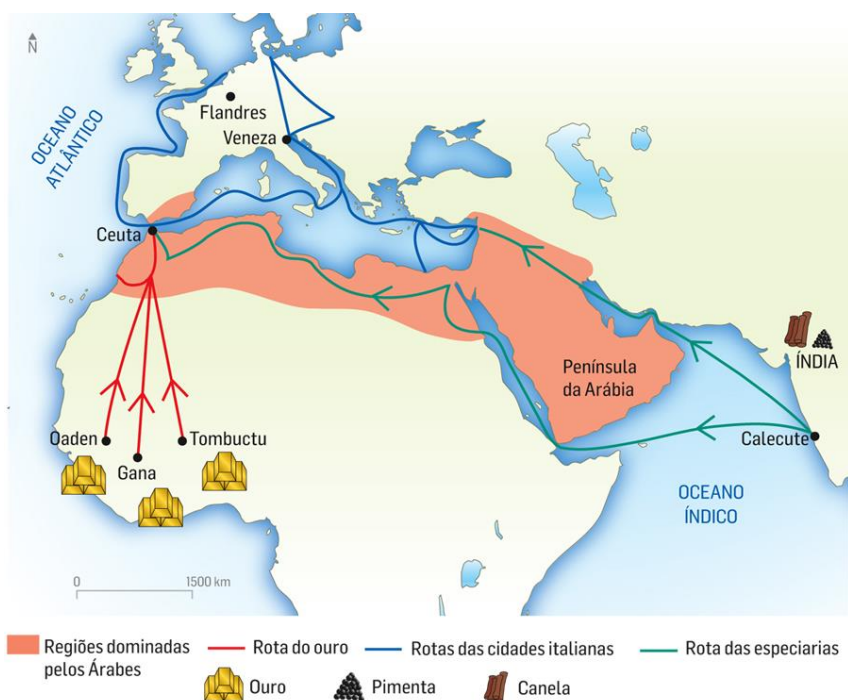 N
OCEANO
ATLÂNTICO
Flandres
Veneza
Ceuta
Península
da Arábia
ÍNDIA
Calecute
Qaden
Gana
Tombuctu
OCEANO
ÍNDICO
0 1500 km
Regiões dominadas
pelos Árabes
Rota do ouro
Rotas das cidades italianas
Rota das especiarias
Ouro
Pimenta
Canela